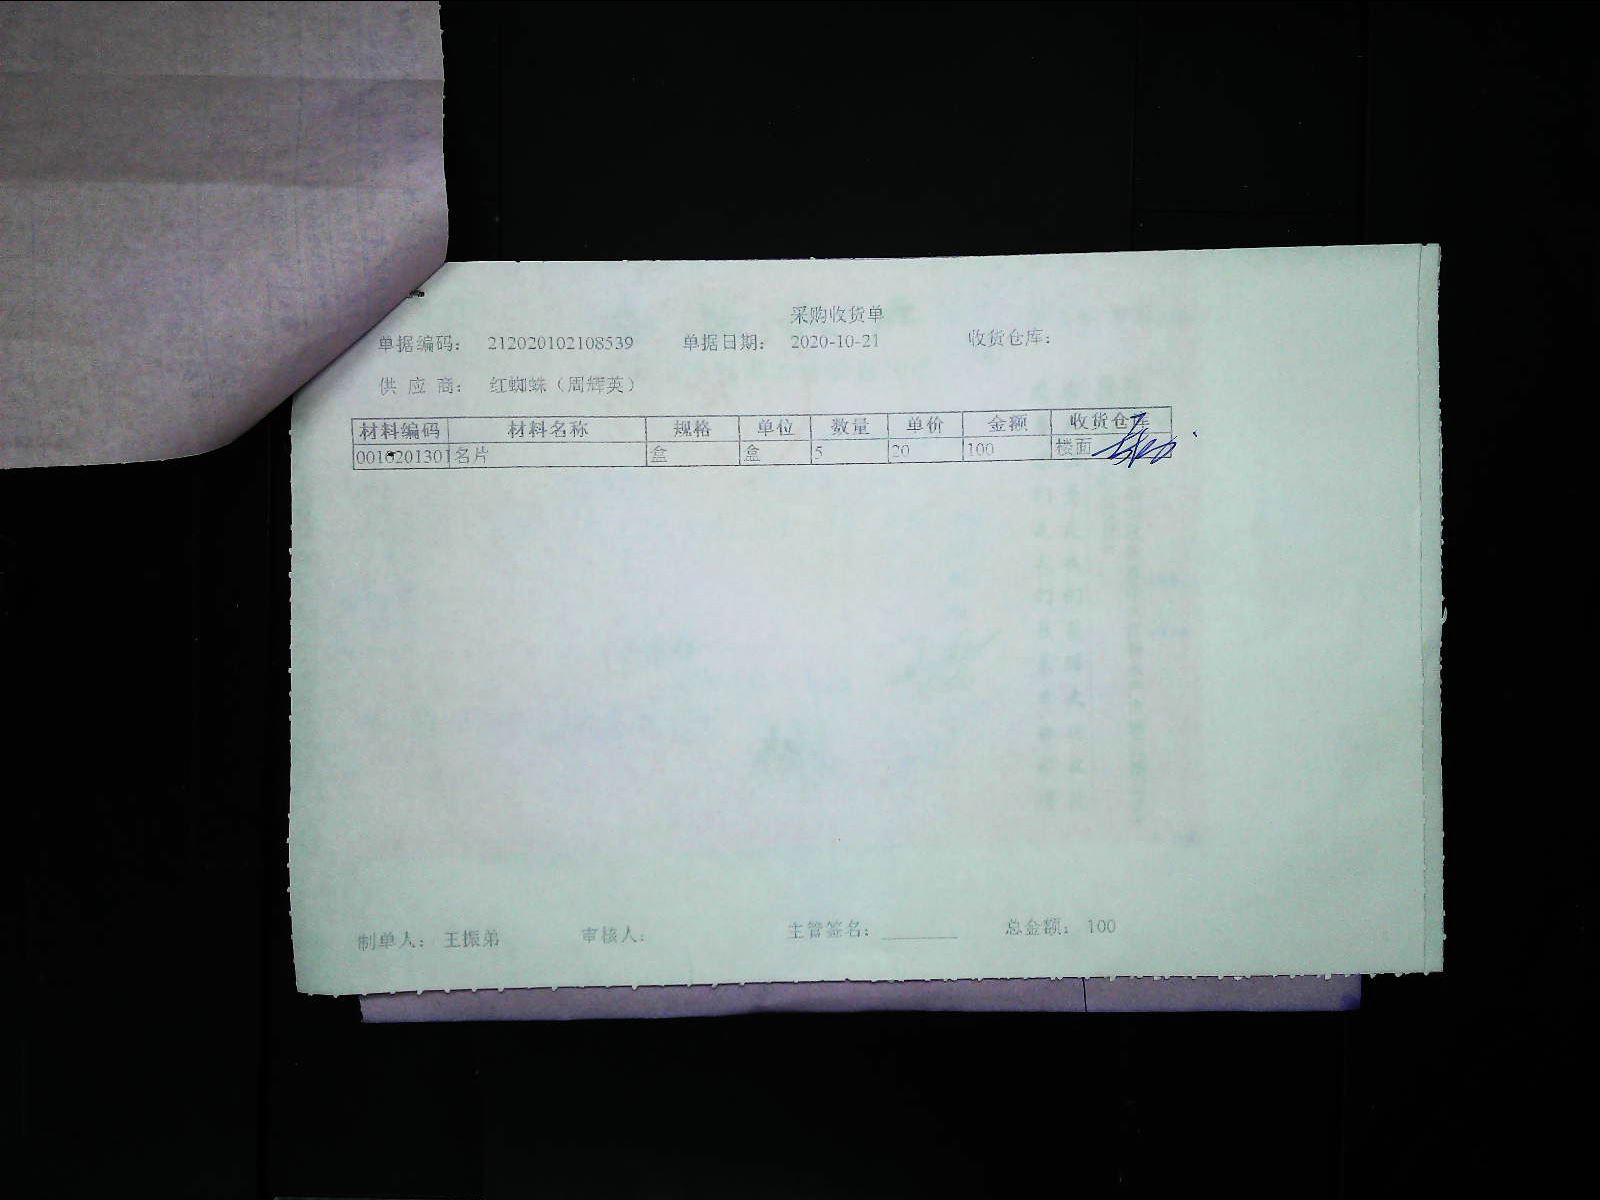 采购收货单
单据编码： 212020102108539 单据日期： 2020-10-21 收货仓库：
供 应 商： 红蜘蛛（周辉英）
材料编码 材料名称 规格 单位 数量 单价 金额 收货仓库
0010201301 名片 盒 盒 5 20 100 楼面
制单人： 王振弟 审核人： 主管签名：________ 总金额： 100